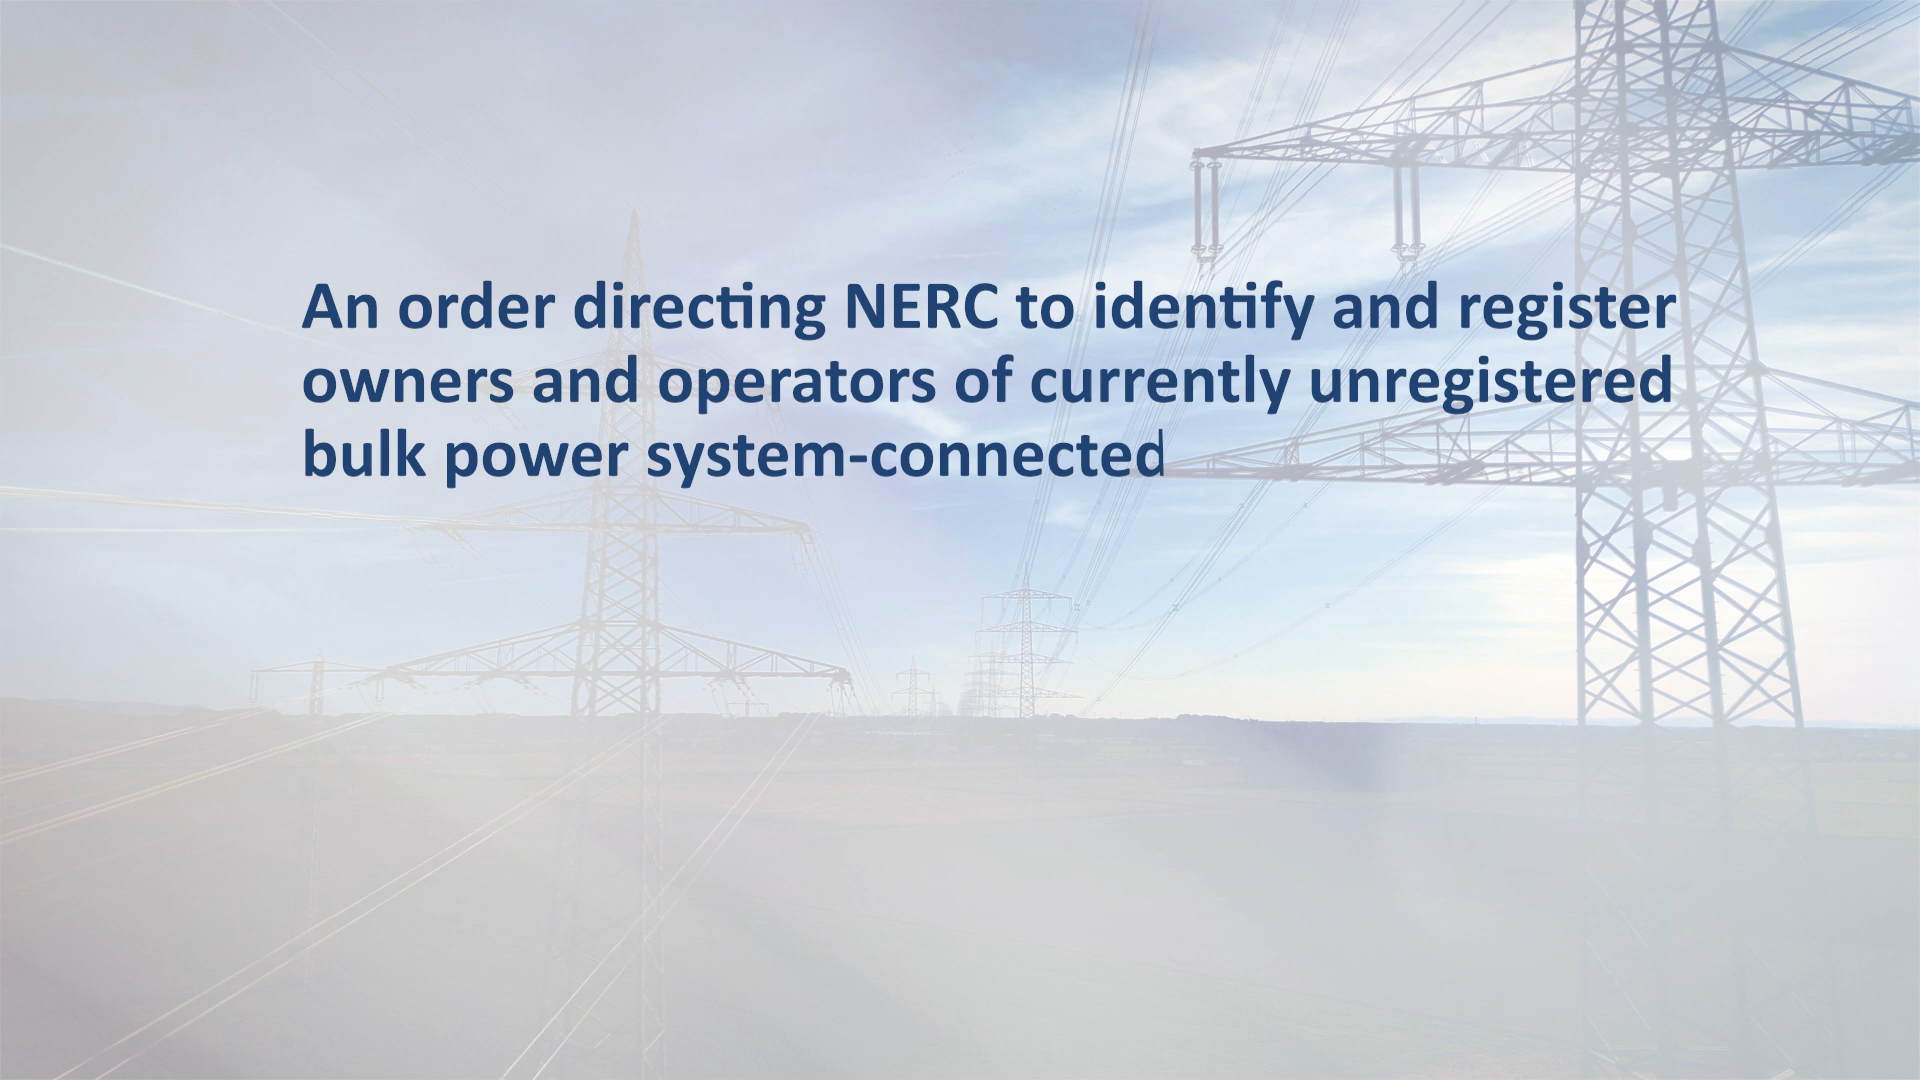 An order directing NERC to identify and register
owners and operators of currently unregistered
bulk power system-connected